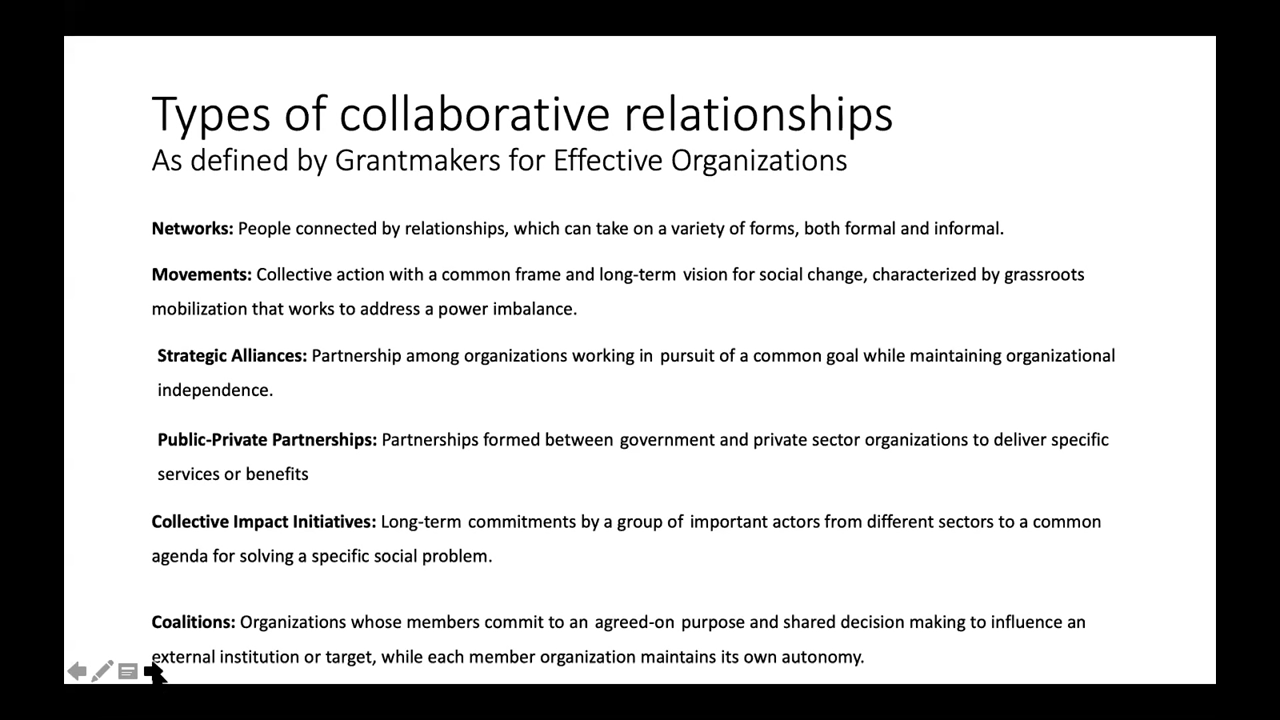 Types of collaborative relationships
As defined by Grantmakers for Effective Organizations
Networks: People connected by relationships, which can take on a variety of forms, both formal and informal.
Movements: Collective action with a common frame and long-term vision for social change, characterized by grassroots
mobilization that works to address a power imbalance.
Strategic Alliances: Partnership among organizations working in pursuit of a common goal while maintaining organizational
independence.
Public-Private Partnerships: Partnerships formed between government and private sector organizations to deliver specific
services or benefits
Collective Impact Initiatives: Long-term commitments by a group of important actors from different sectors to a common
agenda for solving a specific social problem.
Coalitions: Organizations whose members commit to an agreed-on purpose and shared decision making to influence an
external institution or target, while each member organization maintains its own autonomy.